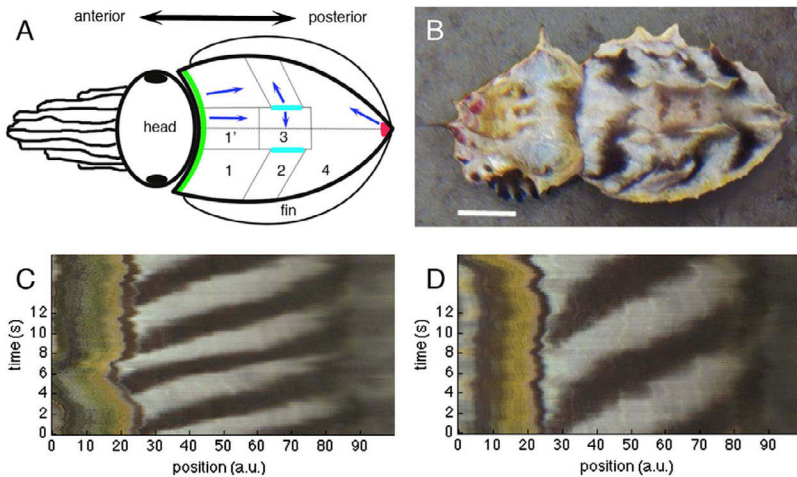 A
anterior
posterior
head
1'
3
1
2
4
fin
B
C
time (s)
12
10
8
6
4
2
0
0 10 20 30 40 50 60 70 80 90
position (a.u.)
D
time (s)
12
10
8
6
4
2
0
0 10 20 30 40 50 60 70 80 90
position (a.u.)